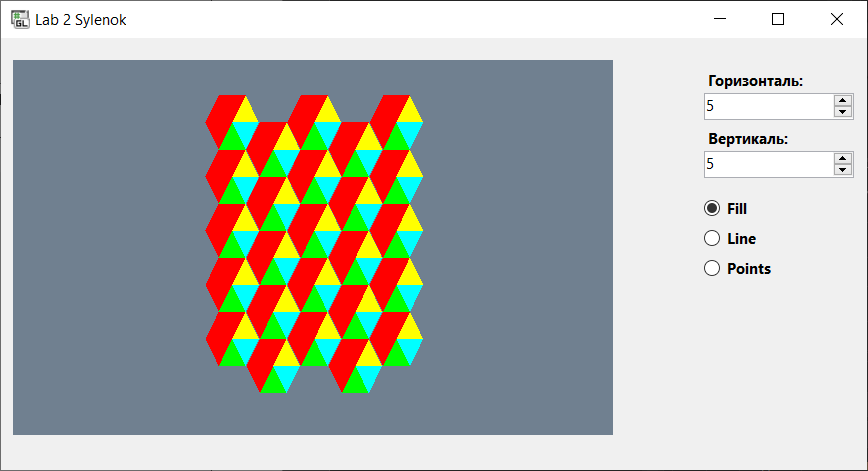 Lab 2 Sylenok
Горизонталь:
5
Вертикаль:
5
Fill
Line
Points